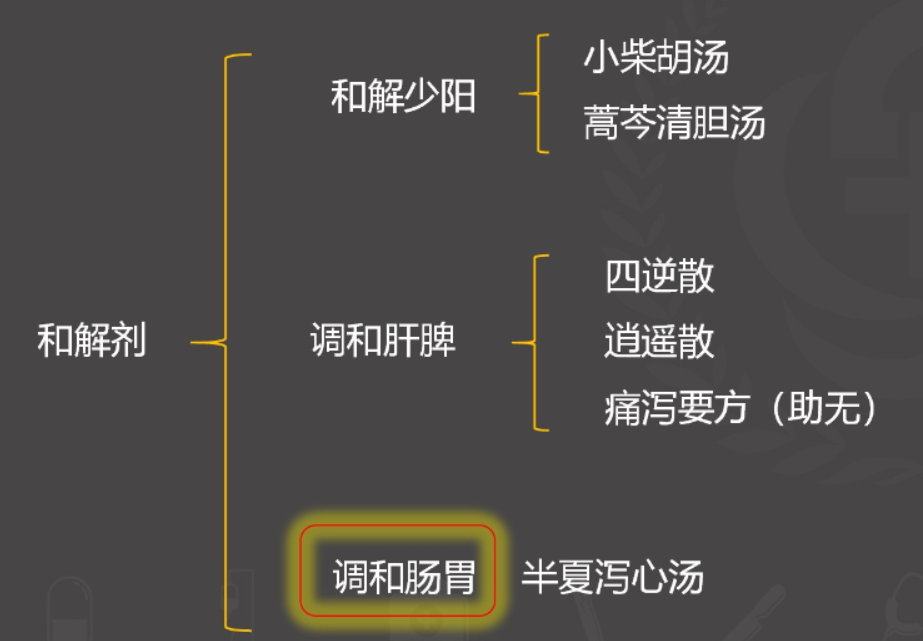 和解剂
和解少阳
小柴胡汤
蒿芩清胆汤
调和肝脾
四逆散
逍遥散
痛泻要方（助无）
调和肠胃
半夏泻心汤